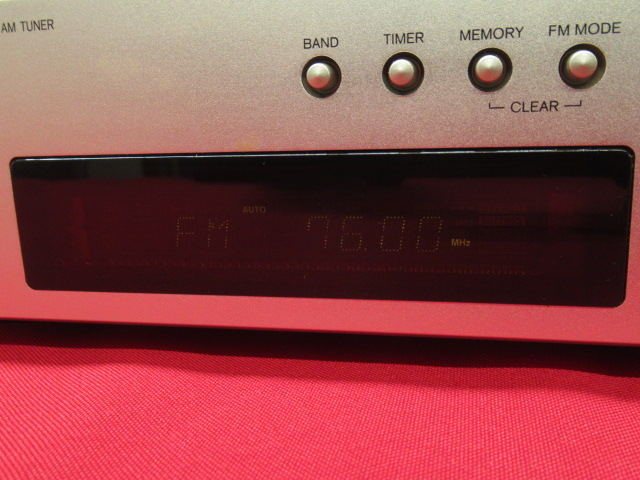 AM TUNER
BAND
TIMER
MEMORY
FM MODE
CLEAR
AUTO
FM 76.00 MHz